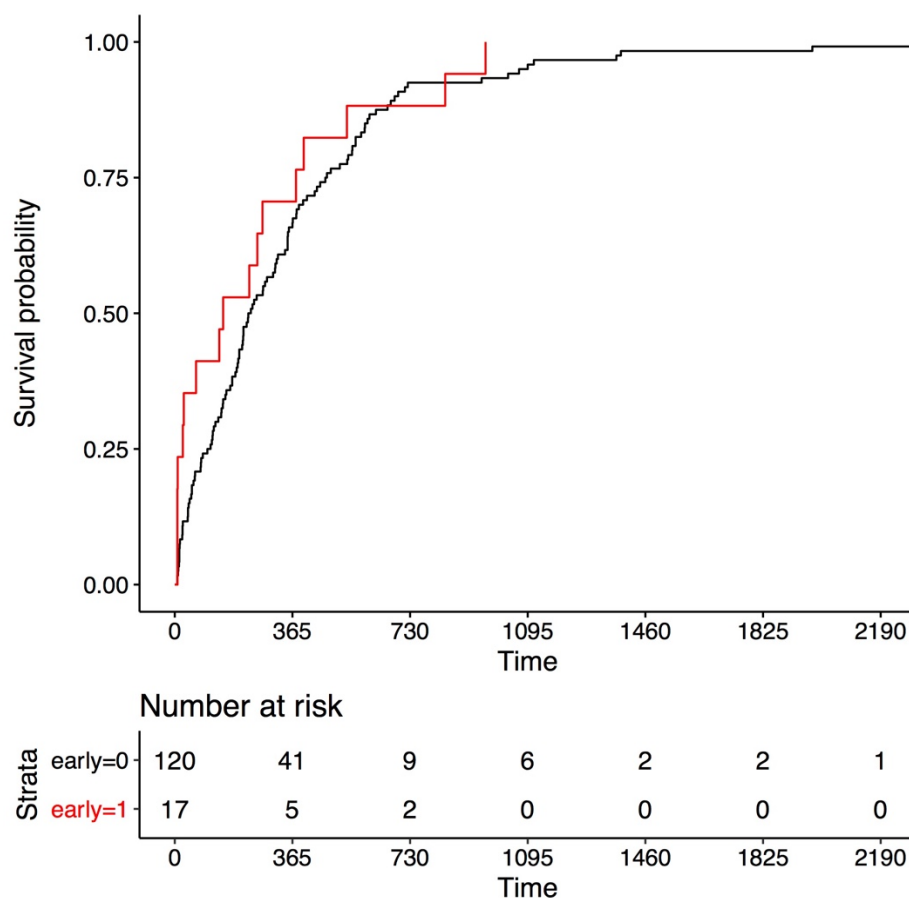 Survival probability
1.00
0.75
0.50
0.25
0.00
0 365 730 1095 1460 1825 2190
Time
Number at risk
Strata
early=0 120 41 9 6 2 2 1
early=1 17 5 2 0 0 0 0
0 365 730 1095 1460 1825 2190
Time